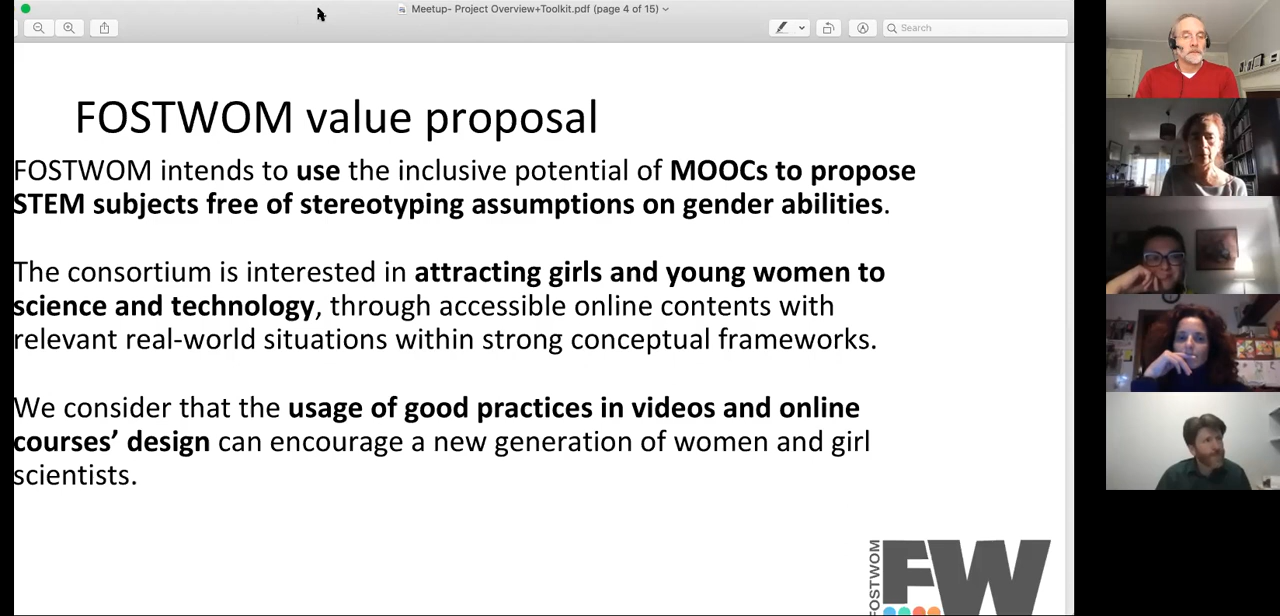 Meetup- Project Overview+Toolkit.pdf (page 4 of 15)
Search
FOSTWOM value proposal
FOSTWOM intends to use the inclusive potential of MOOCs to propose
STEM subjects free of stereotyping assumptions on gender abilities.
The consortium is interested in attracting girls and young women to
science and technology, through accessible online contents with
relevant real-world situations within strong conceptual frameworks.
We consider that the usage of good practices in videos and online
courses’ design can encourage a new generation of women and girl
scientists.
FOSTWOM
FW